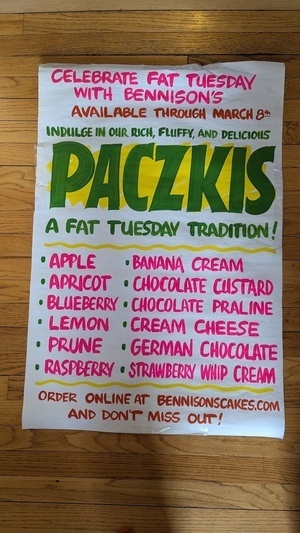 CELEBRATE FAT TUESDAY
WITH BENNISON'S
AVAILABLE THROUGH MARCH 8th
INDULGE IN OUR RICH, FLUFFY, AND DELICIOUS
PACZKIS
A FAT TUESDAY TRADITION!
• APPLE
• APRICOT
• BLUEBERRY
• LEMON
• PRUNE
• RASPBERRY
• BANANA CREAM
• CHOCOLATE CUSTARD
• CHOCOLATE PRALINE
• CREAM CHEESE
• GERMAN CHOCOLATE
• STRAWBERRY WHIP CREAM
ORDER ONLINE AT BENNISONSCAKES.COM
AND DON'T MISS OUT!